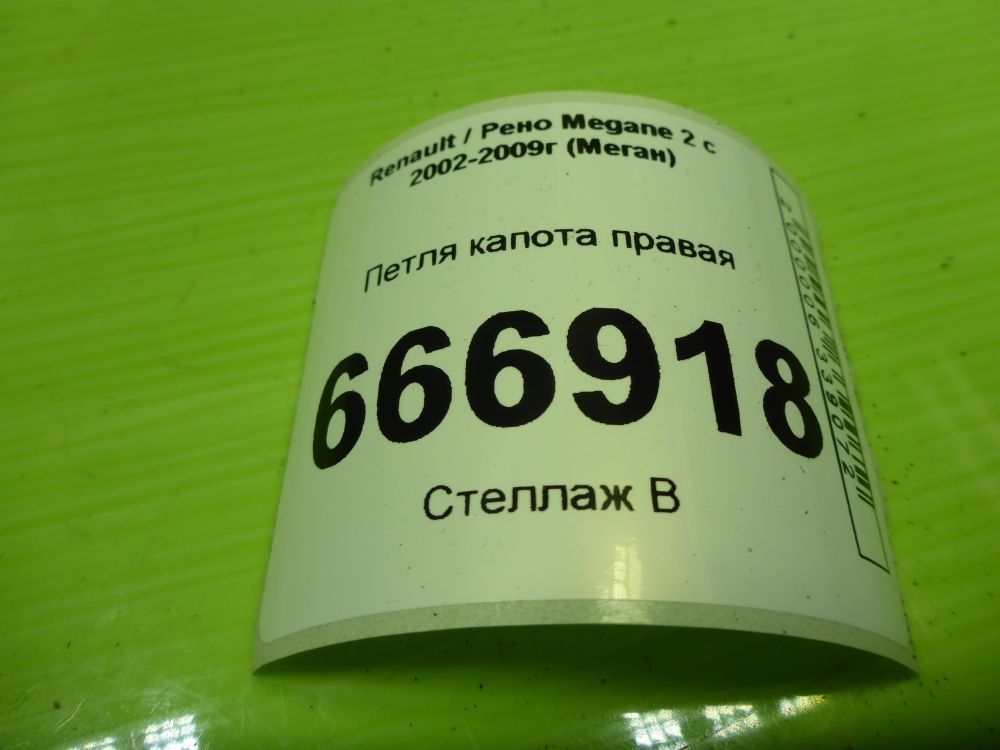 Renault / Рено Megane 2 с
2002-2009г (Меган)
Петля капота правая
666918
Стеллаж В